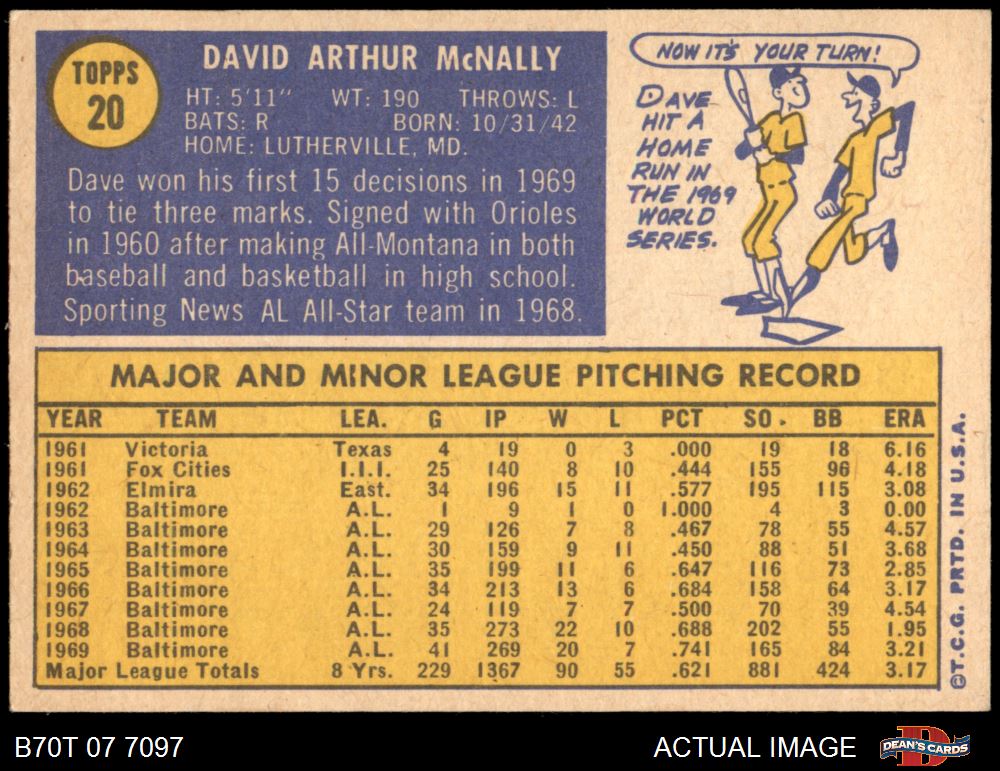 TOPPS
20
DAVID ARTHUR McNALLY
HT: 5'11" WT: 190 THROWS: L
BATS: R BORN: 10/31/42
HOME: LUTHERVILLE, MD.
Dave won his first 15 decisions in 1969
to tie three marks. Signed with Orioles
in 1960 after making All-Montana in both
baseball and basketball in high school.
Sporting News AL All-Star team in 1968.
NOW IT'S YOUR TURN!
DAVE
HIT A
HOME
RUN IN
THE 1969
WORLD
SERIES.
MAJOR AND MINOR LEAGUE PITCHING RECORD
YEAR TEAM LEA. G IP W L PCT SO. BB ERA
1961 Victoria Texas 4 19 0 3 .000 19 18 6.16
1961 Fox Cities I.I.I. 25 140 8 10 .444 155 96 4.18
1962 Elmira East. 34 196 15 11 .577 195 115 3.08
1962 Baltimore A.L. 1 9 1 0 1.000 4 3 0.00
1963 Baltimore A.L. 29 126 7 8 .467 78 55 4.57
1964 Baltimore A.L. 30 159 9 11 .450 88 51 3.68
1965 Baltimore A.L. 35 199 11 6 .647 116 73 2.85
1966 Baltimore A.L. 34 213 13 6 .684 158 64 3.17
1967 Baltimore A.L. 24 119 7 7 .500 70 39 4.54
1968 Baltimore A.L. 35 273 22 10 .688 202 55 1.95
1969 Baltimore A.L. 41 269 20 7 .741 165 84 3.21
Major League Totals 8 Yrs. 229 1367 90 55 .621 881 424 3.17
©T.C.G. PRTD. IN U.S.A.
B70T 07 7097
ACTUAL IMAGE
DEAN'S CARDS